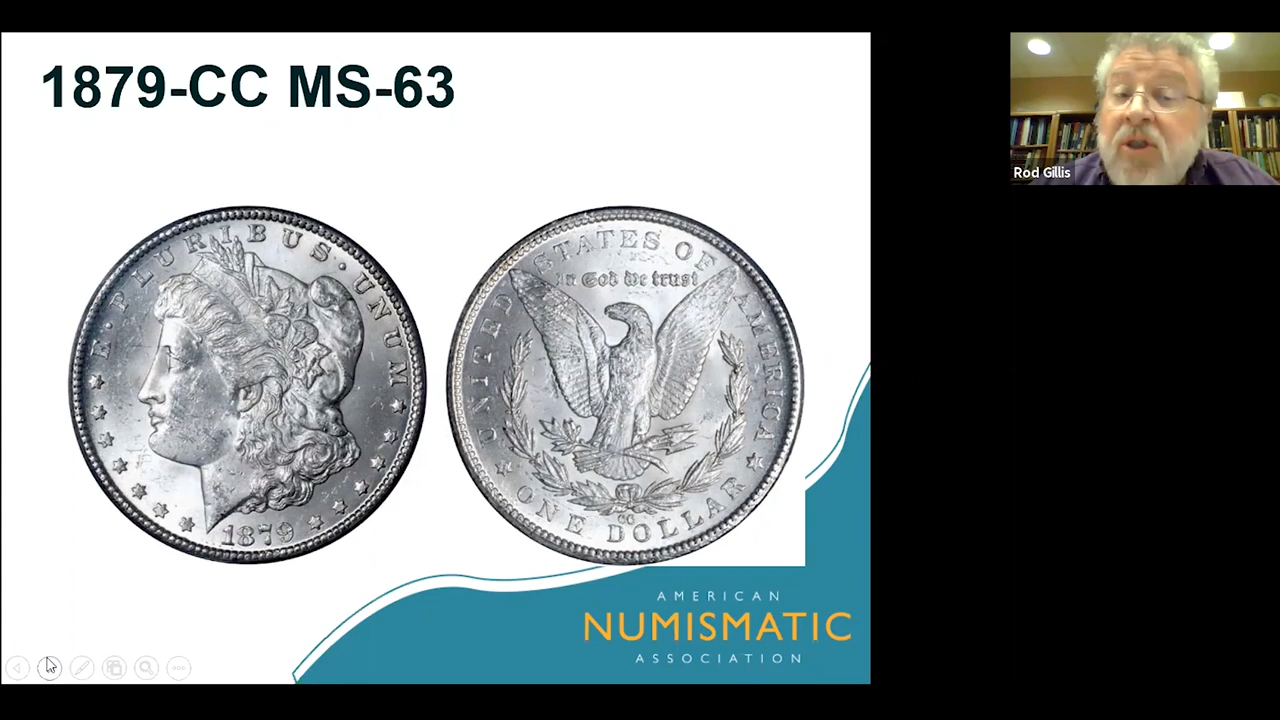 1879-CC MS-63
E · PLURIBUS · UNUM
1879
UNITED STATES OF AMERICA
In God we trust
CC
ONE DOLLAR
AMERICAN
NUMISMATIC
ASSOCIATION
Rod Gillis